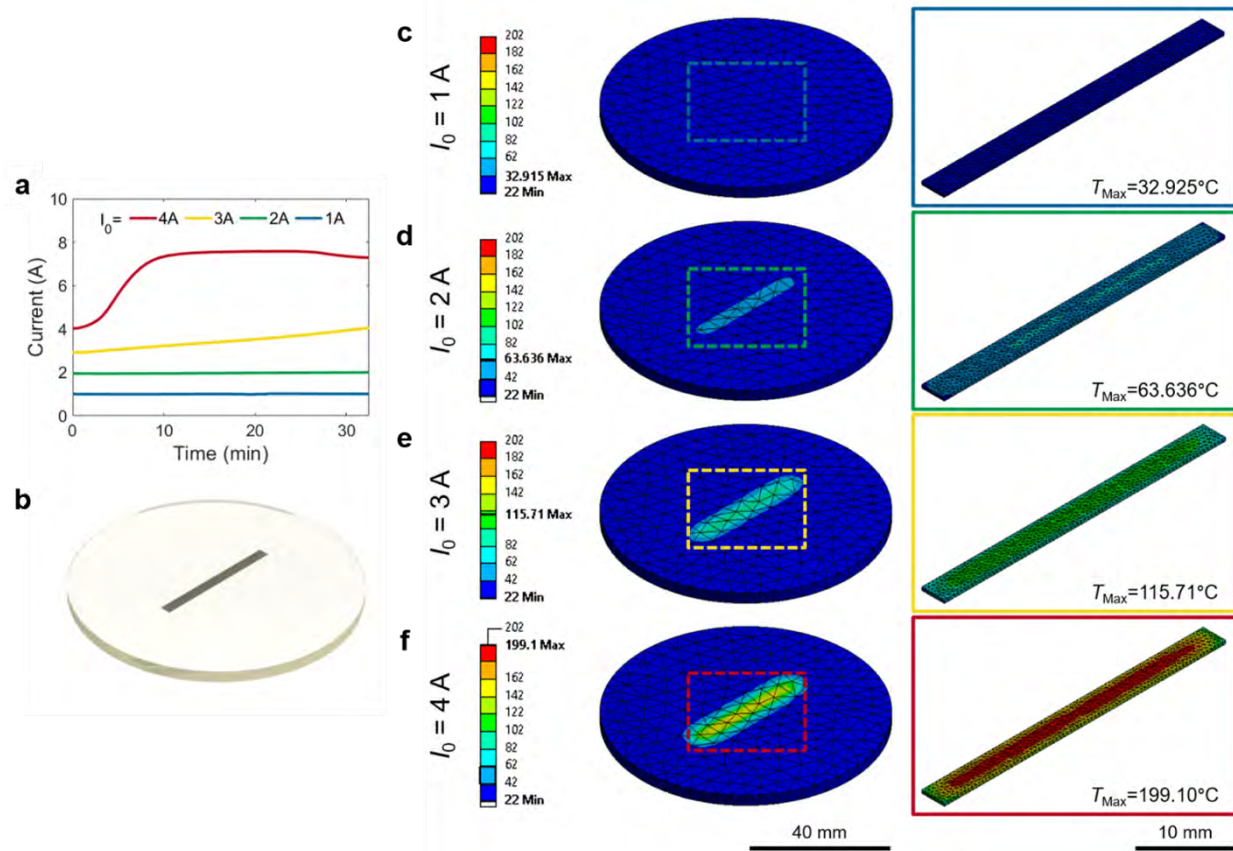 a
10
8
6
4
2
0
Current (A)
I0= 4A 3A 2A 1A
0 10 20 30
Time (min)
b
c
I0 = 1 A
202
182
162
142
122
102
82
62
32.915 Max
22 Min
TMax=32.925°C
d
I0 = 2 A
202
182
162
142
122
102
82
63.636 Max
42
22 Min
TMax=63.636°C
e
I0 = 3 A
202
182
162
142
115.71 Max
82
62
42
22 Min
TMax=115.71°C
f
I0 = 4 A
202
199.1 Max
162
142
122
102
82
62
42
22 Min
TMax=199.10°C
40 mm
10 mm